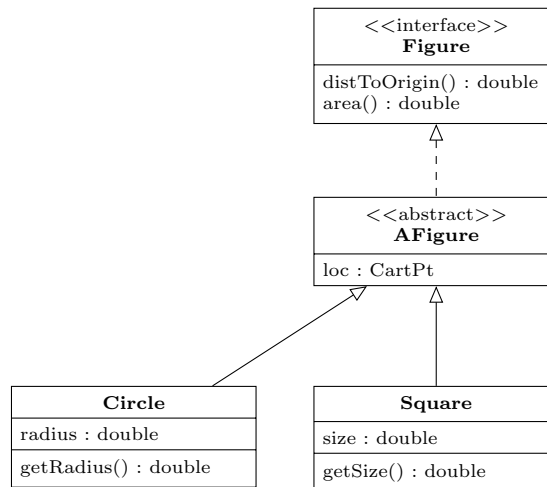 <<interface>>
Figure
distToOrigin() : double
area() : double
<<abstract>>
AFigure
loc : CartPt
Circle
radius : double
getRadius() : double
Square
size : double
getSize() : double